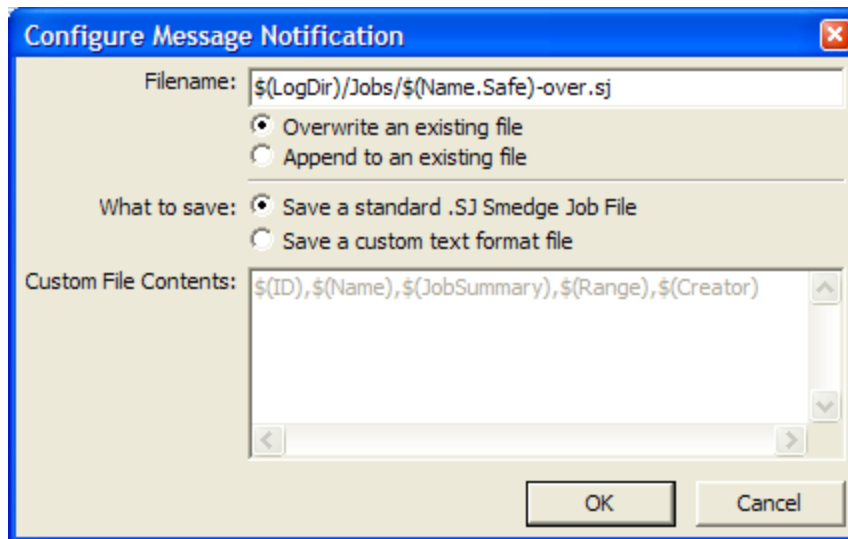 Configure Message Notification
Filename: $(LogDir)/Jobs/$(Name.Safe)-over.sj
Overwrite an existing file
Append to an existing file
What to save: Save a standard .SJ Smedge Job File
Save a custom text format file
Custom File Contents: $(ID),$(Name),$(JobSummary),$(Range),$(Creator)
OK Cancel